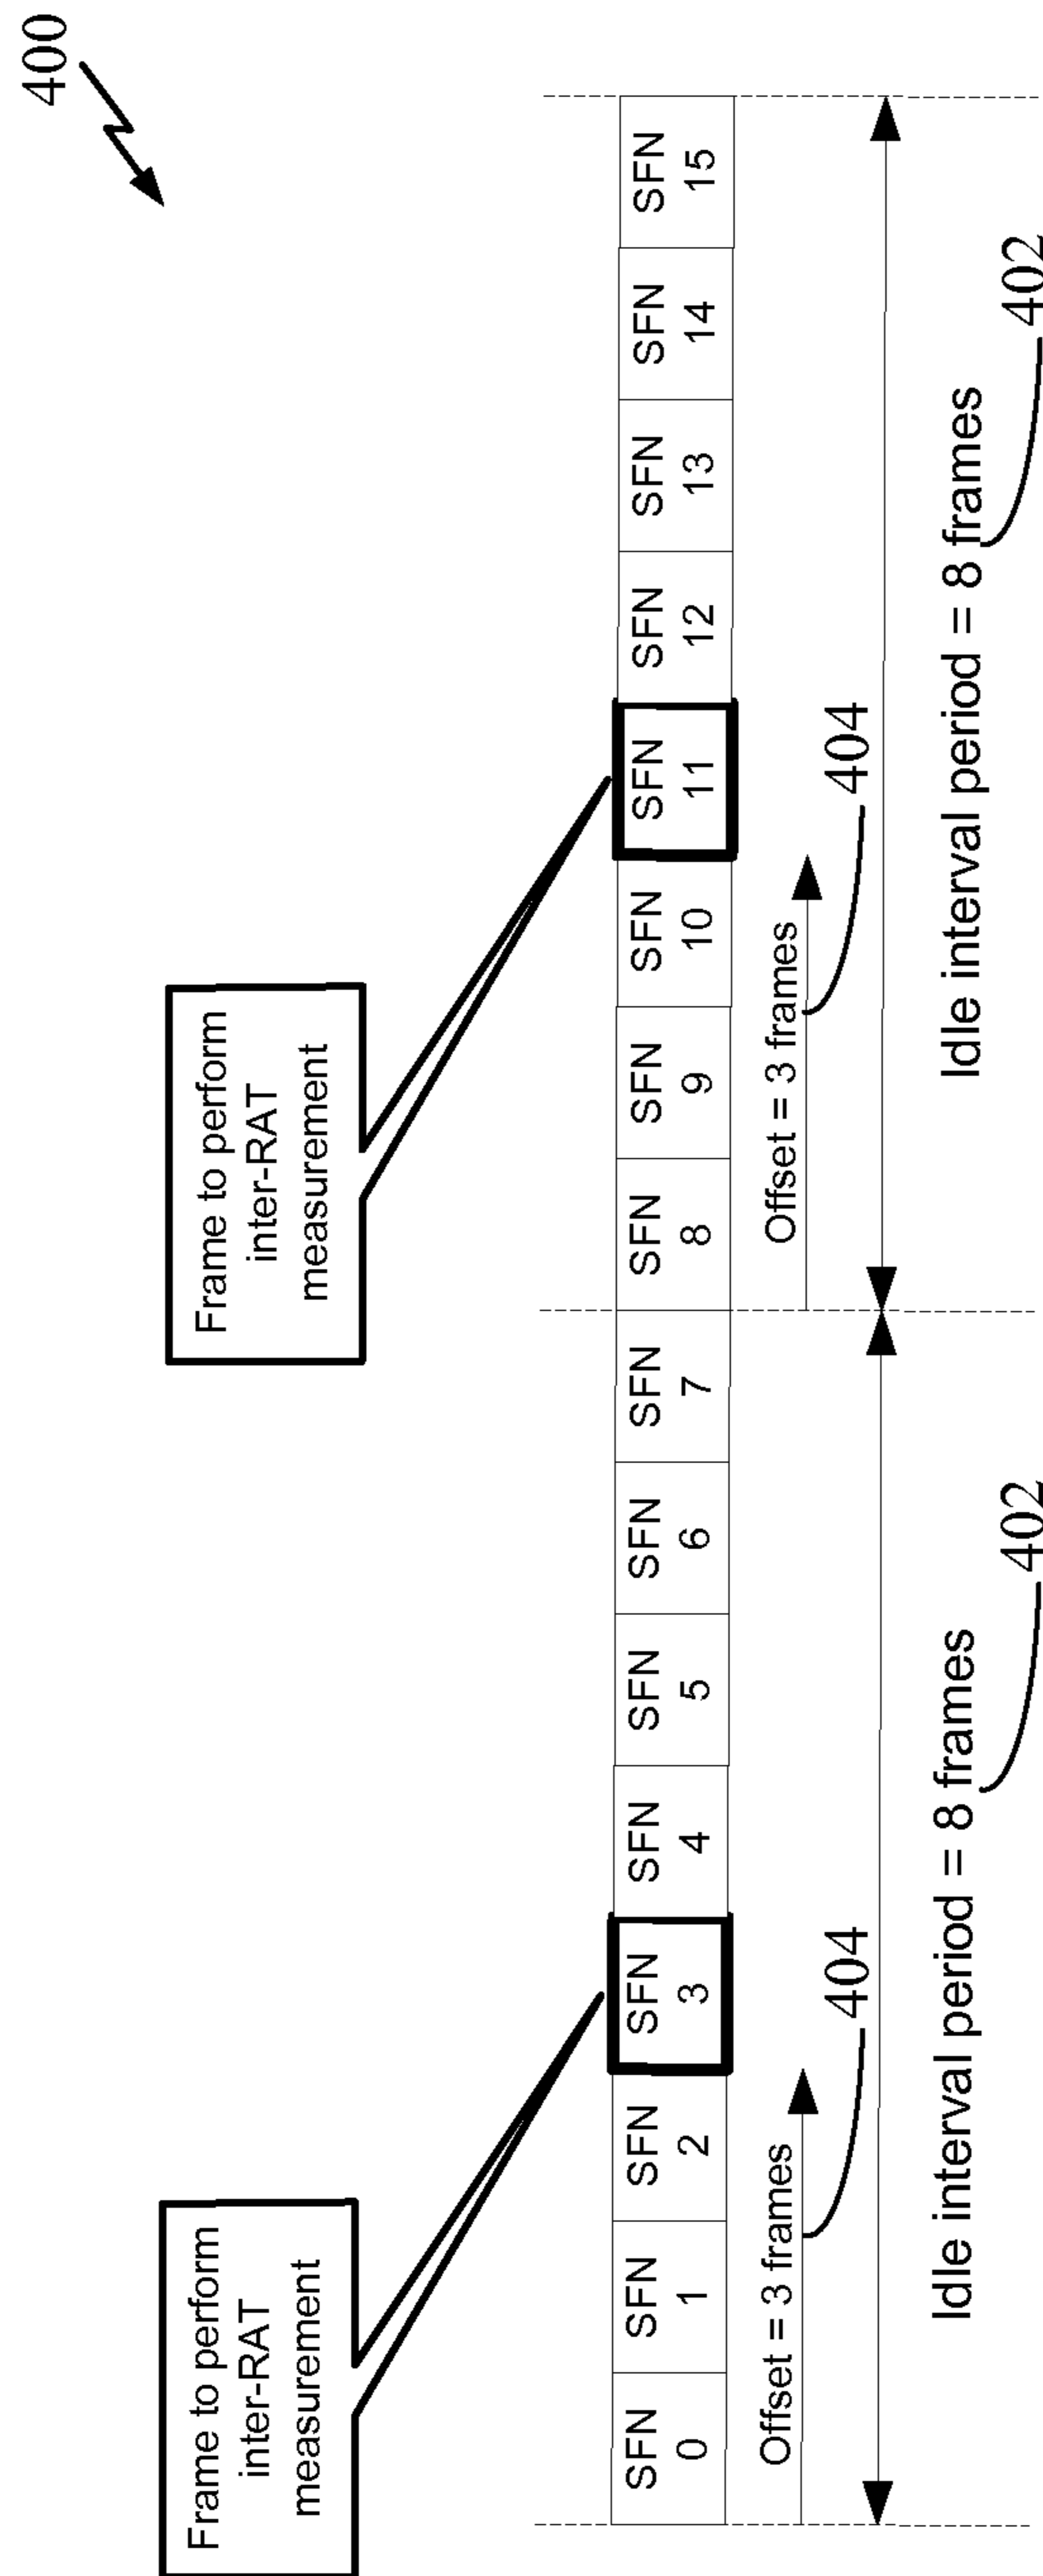 400
Frame to perform
inter-RAT
measurement
Frame to perform
inter-RAT
measurement
SFN
0
SFN
1
SFN
2
SFN
3
SFN
4
SFN
5
SFN
6
SFN
7
SFN
8
SFN
9
SFN
10
SFN
11
SFN
12
SFN
13
SFN
14
SFN
15
Offset = 3 frames
404
Offset = 3 frames
404
Idle interval period = 8 frames
402
Idle interval period = 8 frames
402